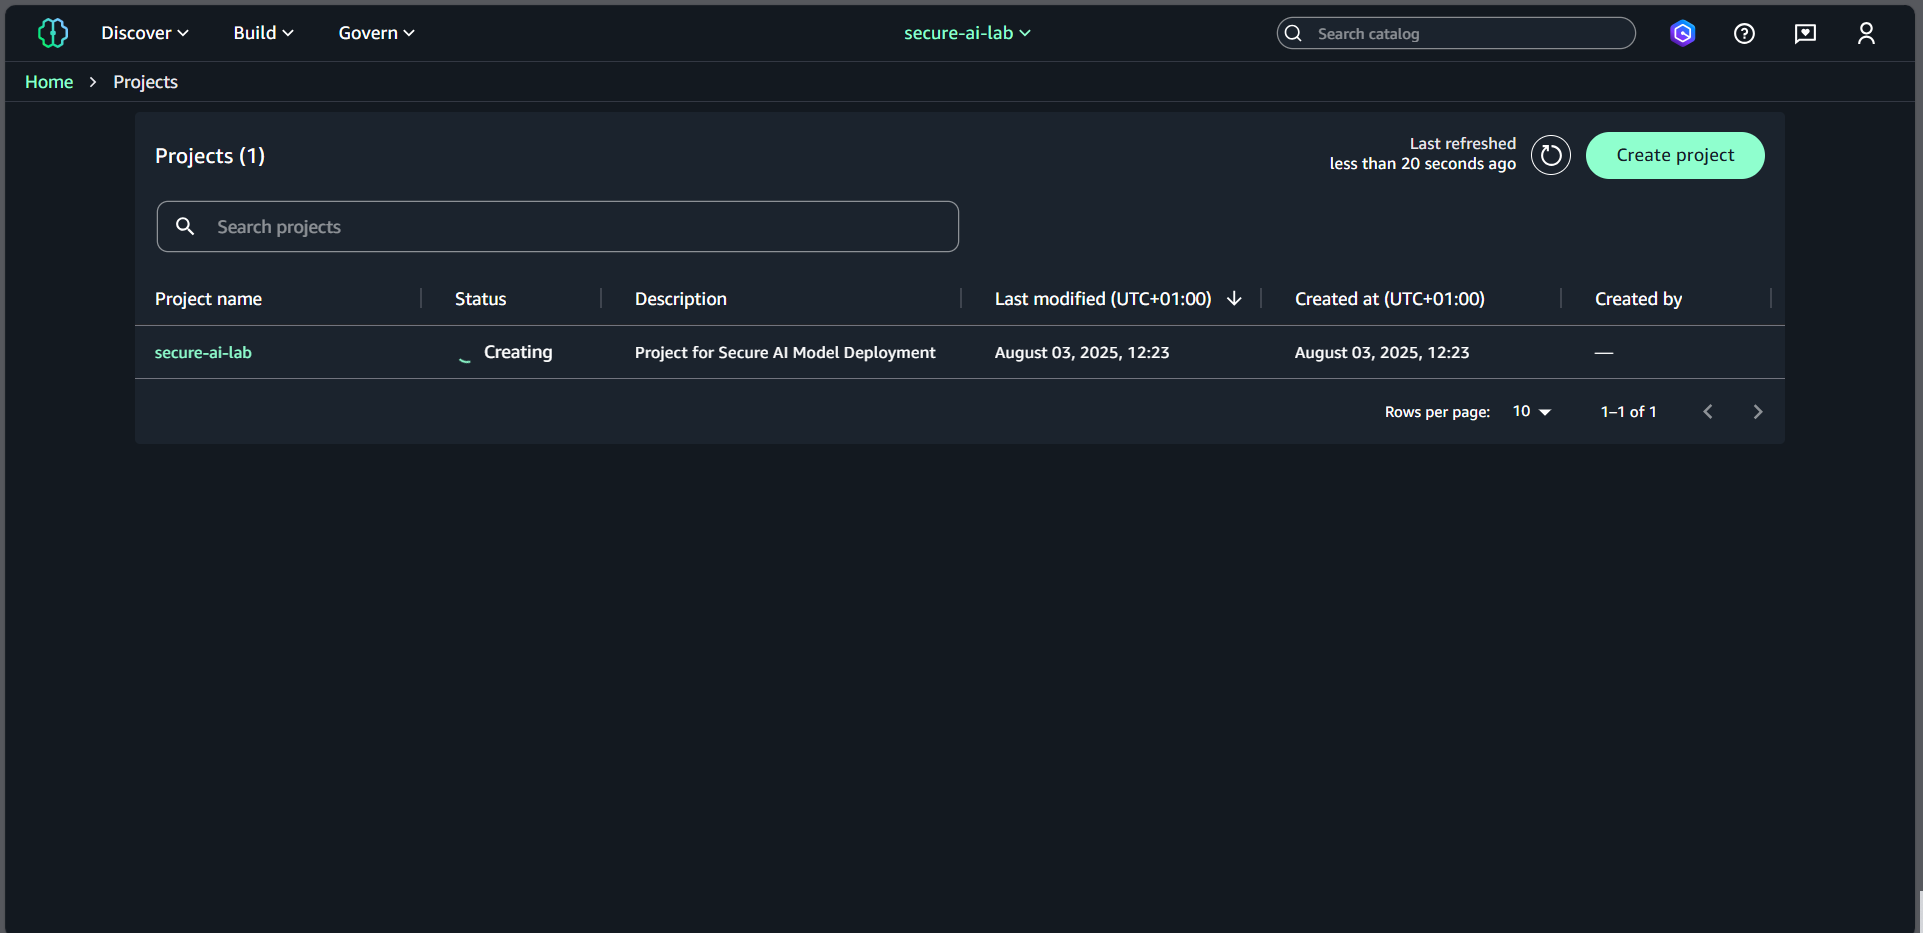 Discover Build Govern secure-ai-lab Search catalog
Home Projects
Projects (1)
Last refreshed
less than 20 seconds ago
Create project
Search projects
Project name Status Description Last modified (UTC+01:00) Created at (UTC+01:00) Created by
secure-ai-lab Creating Project for Secure AI Model Deployment August 03, 2025, 12:23 August 03, 2025, 12:23 —
Rows per page: 10 1–1 of 1